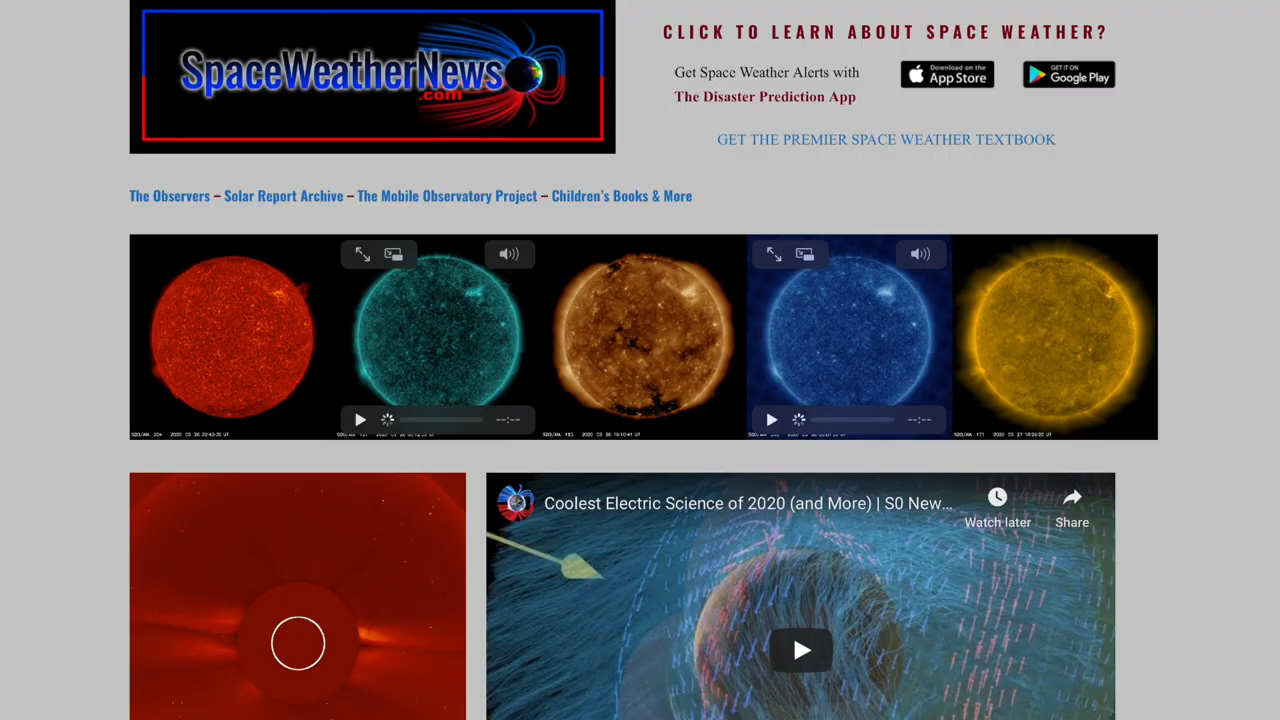 SpaceWeatherNews
.com
CLICK TO LEARN ABOUT SPACE WEATHER?
Get Space Weather Alerts with
The Disaster Prediction App
Download on the
App Store
GET IT ON
Google Play
GET THE PREMIER SPACE WEATHER TEXTBOOK
The Observers – Solar Report Archive – The Mobile Observatory Project – Children's Books & More
--:--
--:--
Coolest Electric Science of 2020 (and More) | S0 New...
Watch later
Share